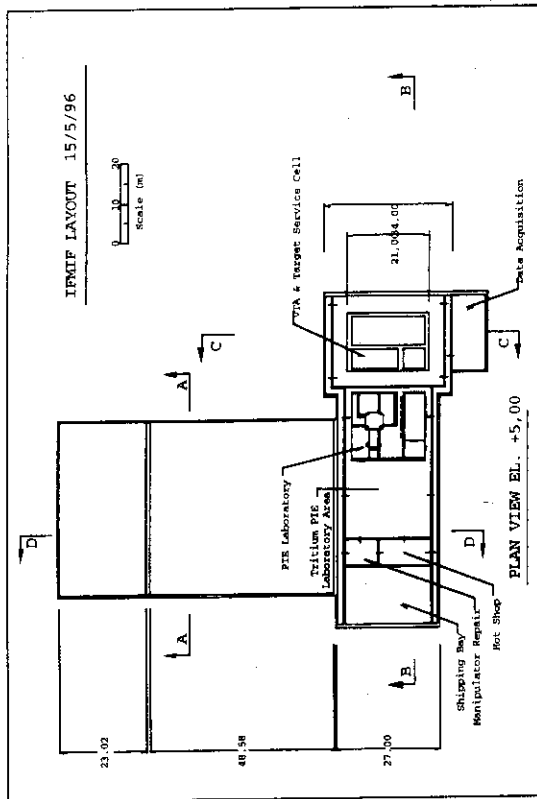 IFMIF LAYOUT 15/5/96
0 10 20
Scale (m)
D
A
C
B
VTA & Target Service Cell
21.00
34.00
PIE Laboratory
Tritium PIE
Laboratory Area
Data Acquisition
D
A
C
B
Shipping Bay
Manipulator Repair
Hot Shop
23.02
48.58
27.00
PLAN VIEW EL. +5,00